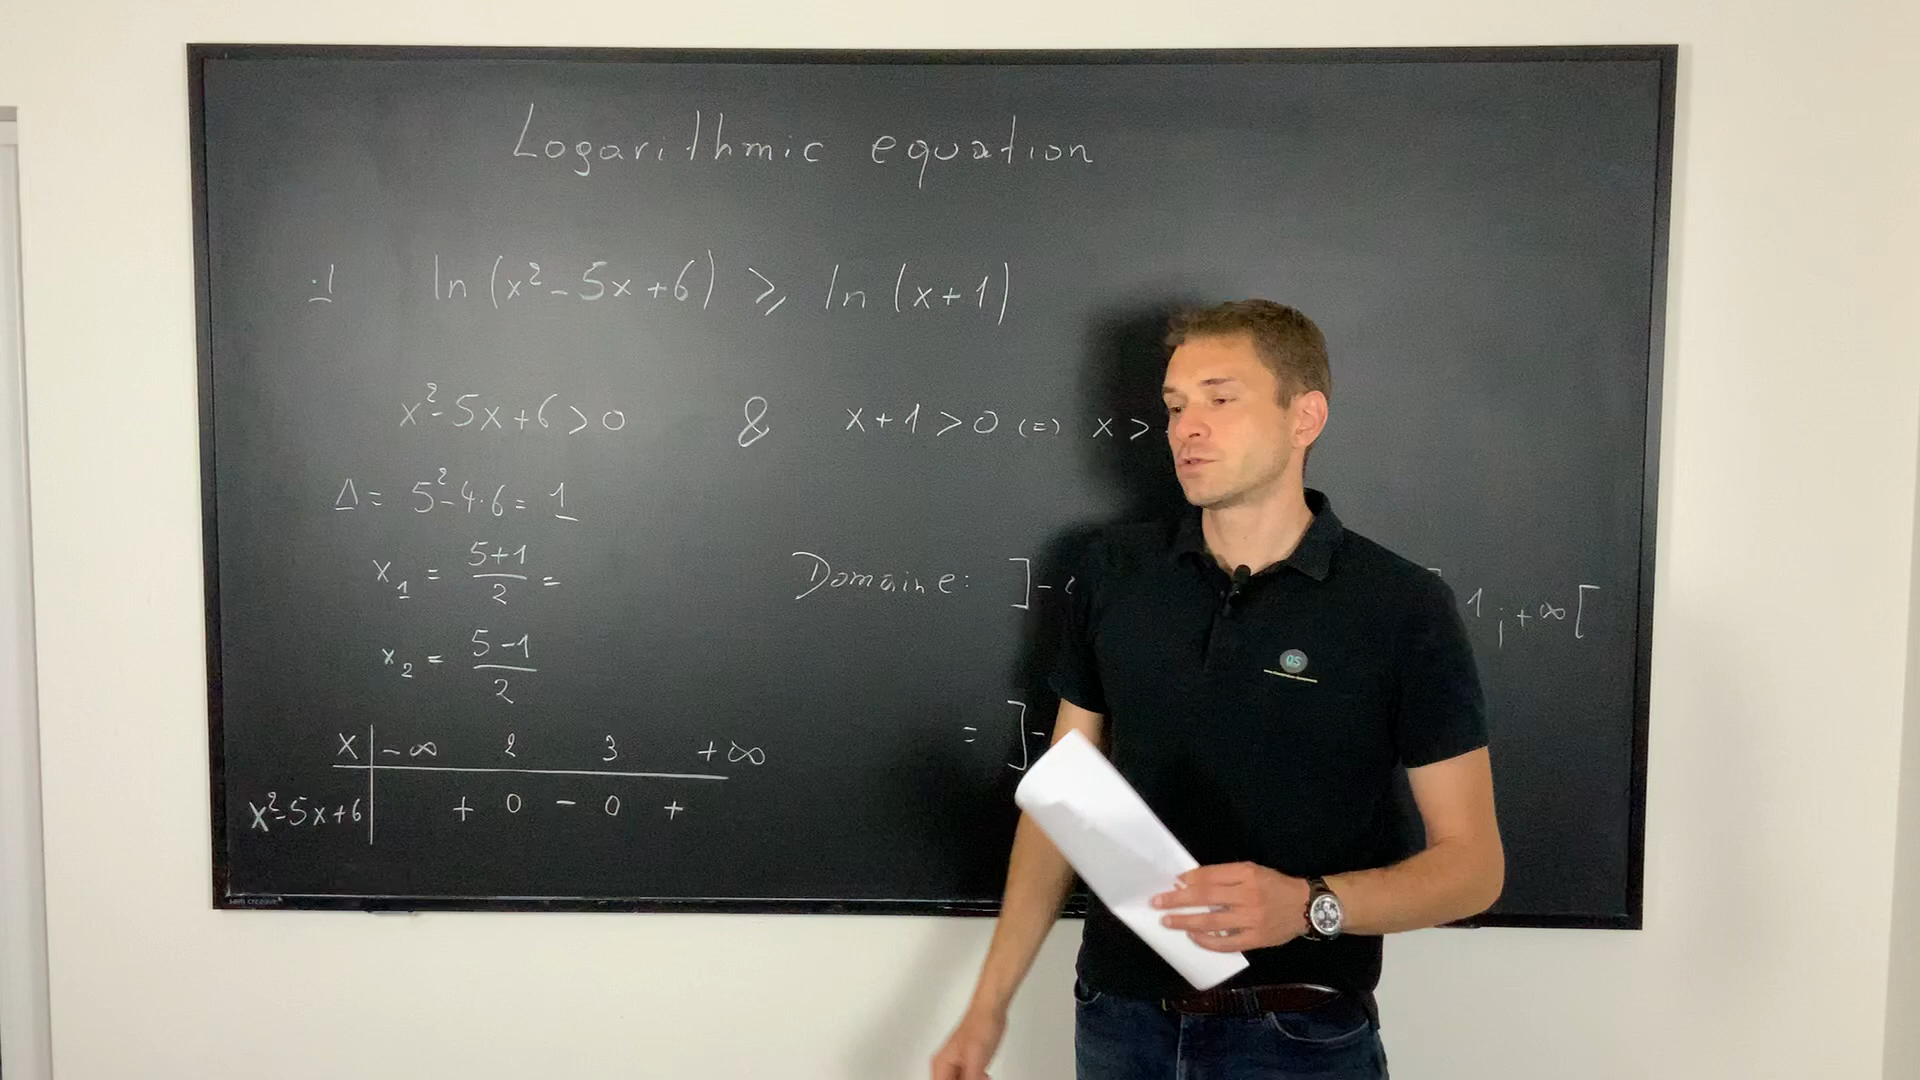 Logarithmic equation
ln (x² - 5x + 6) ⩾ ln (x + 1)
x² - 5x + 6 > 0 & x + 1 > 0 (=) x >
Δ = 5² - 4·6 = 1
x₁ = 5+1/2 =
Domaine: ]- 1 ; +∞[
x₂ = 5-1/2
= ]-
x -∞ 2 3 +∞
x² - 5x + 6 + 0 - 0 +